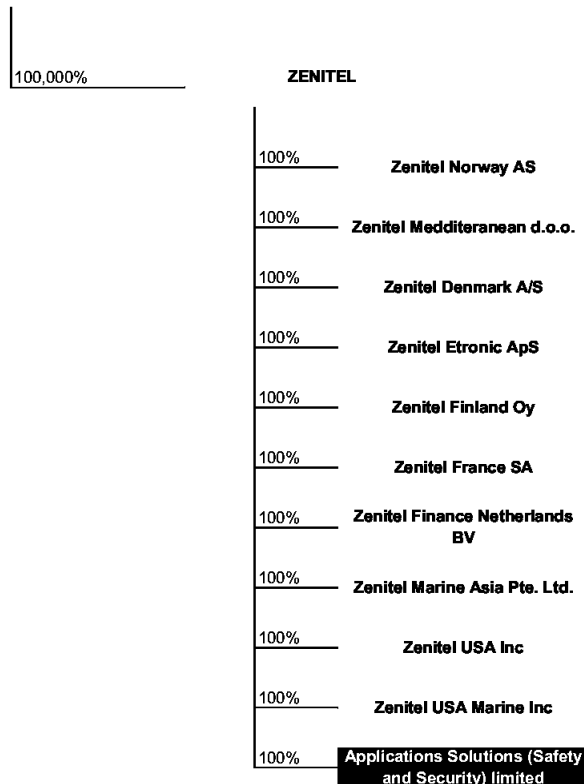 100,000%
ZENITEL
100%
Zenitel Norway AS
100%
Zenitel Medditeranean d.o.o.
100%
Zenitel Denmark A/S
100%
Zenitel Etronic ApS
100%
Zenitel Finland Oy
100%
Zenitel France SA
100%
Zenitel Finance Netherlands
BV
100%
Zenitel Marine Asia Pte. Ltd.
100%
Zenitel USA Inc
100%
Zenitel USA Marine Inc
100%
Applications Solutions (Safety
and Security) limited